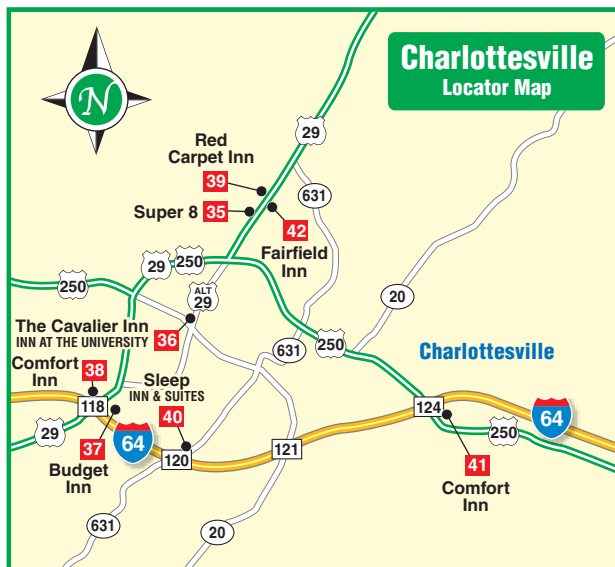 Charlottesville
Locator Map
N
29
Red
Carpet Inn
39
631
Super 8 35
42
Fairfield
Inn
29 250
250
ALT
29
20
The Cavalier Inn
INN AT THE UNIVERSITY 36
631
250
Charlottesville
Comfort
Inn
38
Sleep
INN & SUITES
40
118
124
64
29
37
64
250
Budget
Inn
120
121
41
Comfort
Inn
631
20